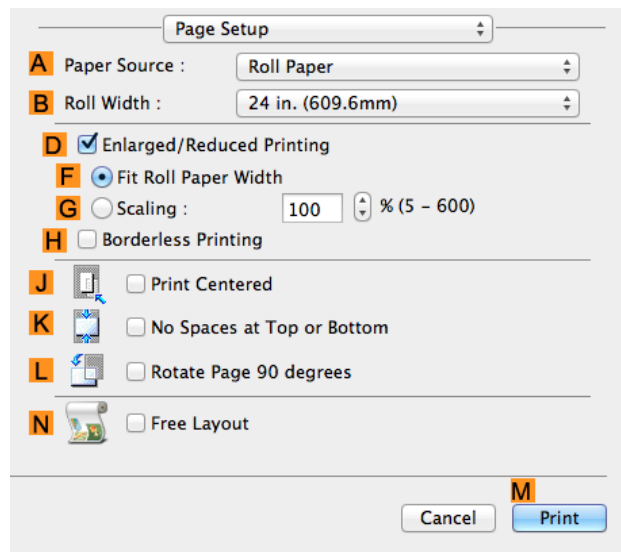 Page Setup
A Paper Source : Roll Paper
B Roll Width : 24 in. (609.6mm)
D Enlarged/Reduced Printing
F Fit Roll Paper Width
G Scaling : 100 % (5 – 600)
H Borderless Printing
J Print Centered
K No Spaces at Top or Bottom
L Rotate Page 90 degrees
N Free Layout
M
Cancel Print